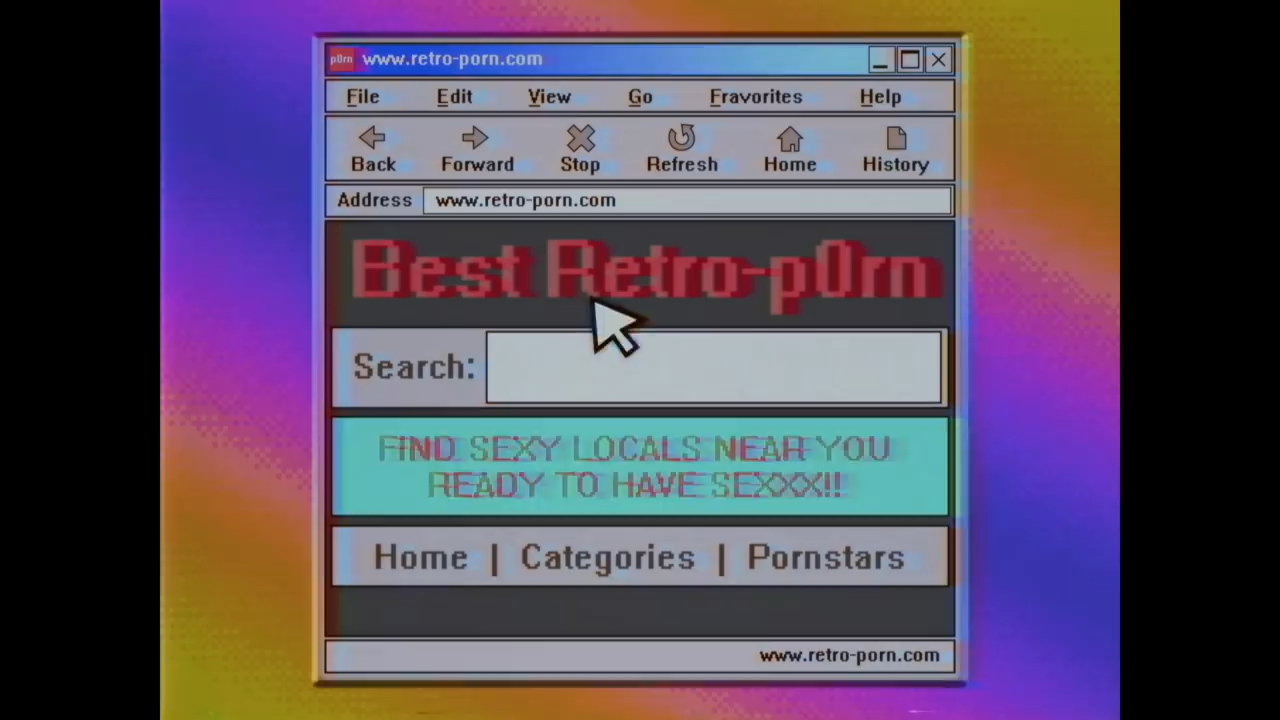 p0rn www.retro-porn.com
File Edit View Go Fravorites Help
Back Forward Stop Refresh Home History
Address www.retro-porn.com
Best Retro-p0rn
Search:
FIND SEXY LOCALS NEAR YOU
READY TO HAVE SEXXX!!
Home | Categories | Pornstars
www.retro-porn.com